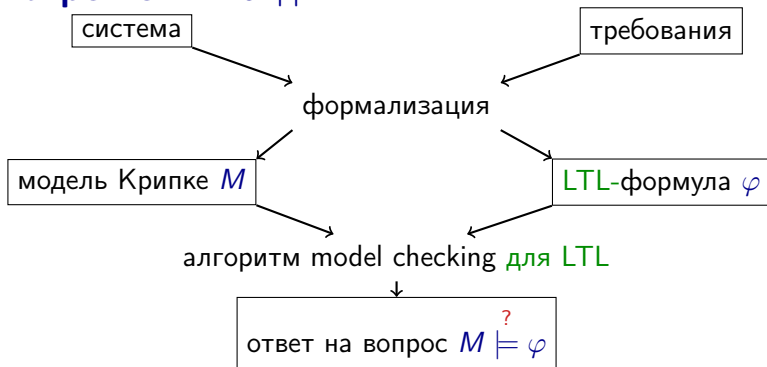 система
требования
формализация
модель Крипке M
LTL-формула φ
алгоритм model checking для LTL
?
ответ на вопрос M ⊨ φ